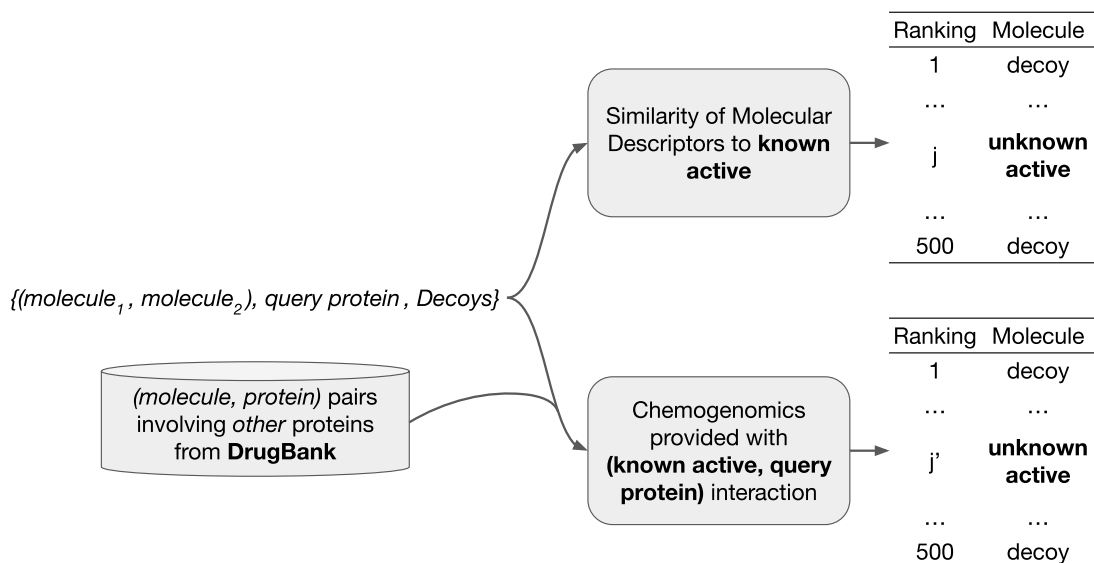 {(molecule1 , molecule2), query protein , Decoys}
(molecule, protein) pairs
involving other proteins
from DrugBank
Similarity of Molecular
Descriptors to known
active
Ranking Molecule
1 decoy
... ...
j unknown
active
... ...
500 decoy
Chemogenomics
provided with
(known active, query
protein) interaction
Ranking Molecule
1 decoy
... ...
j' unknown
active
... ...
500 decoy